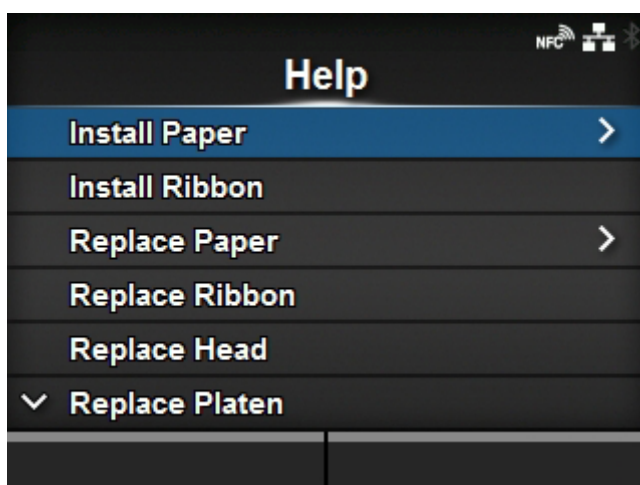 NFC
Help
Install Paper
Install Ribbon
Replace Paper
Replace Ribbon
Replace Head
Replace Platen